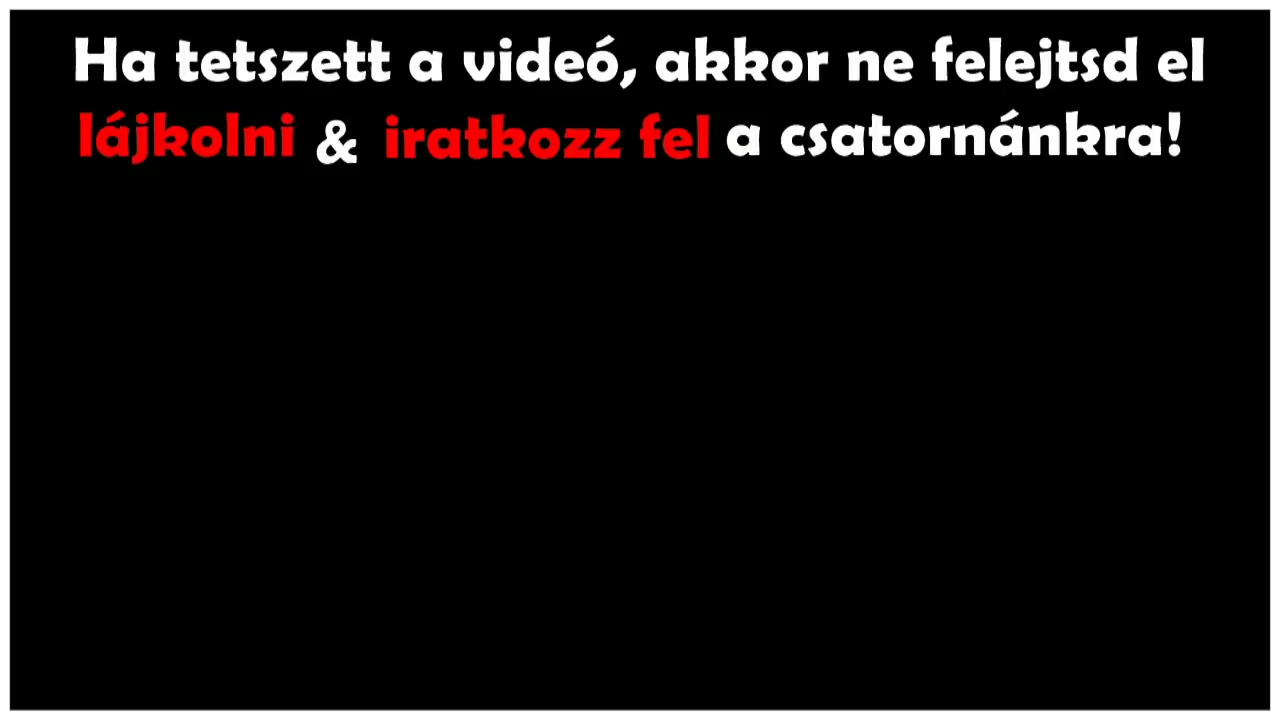 Ha tetszett a videó, akkor ne felejtsd el
lájkolni & iratkozz fel a csatornánkra!